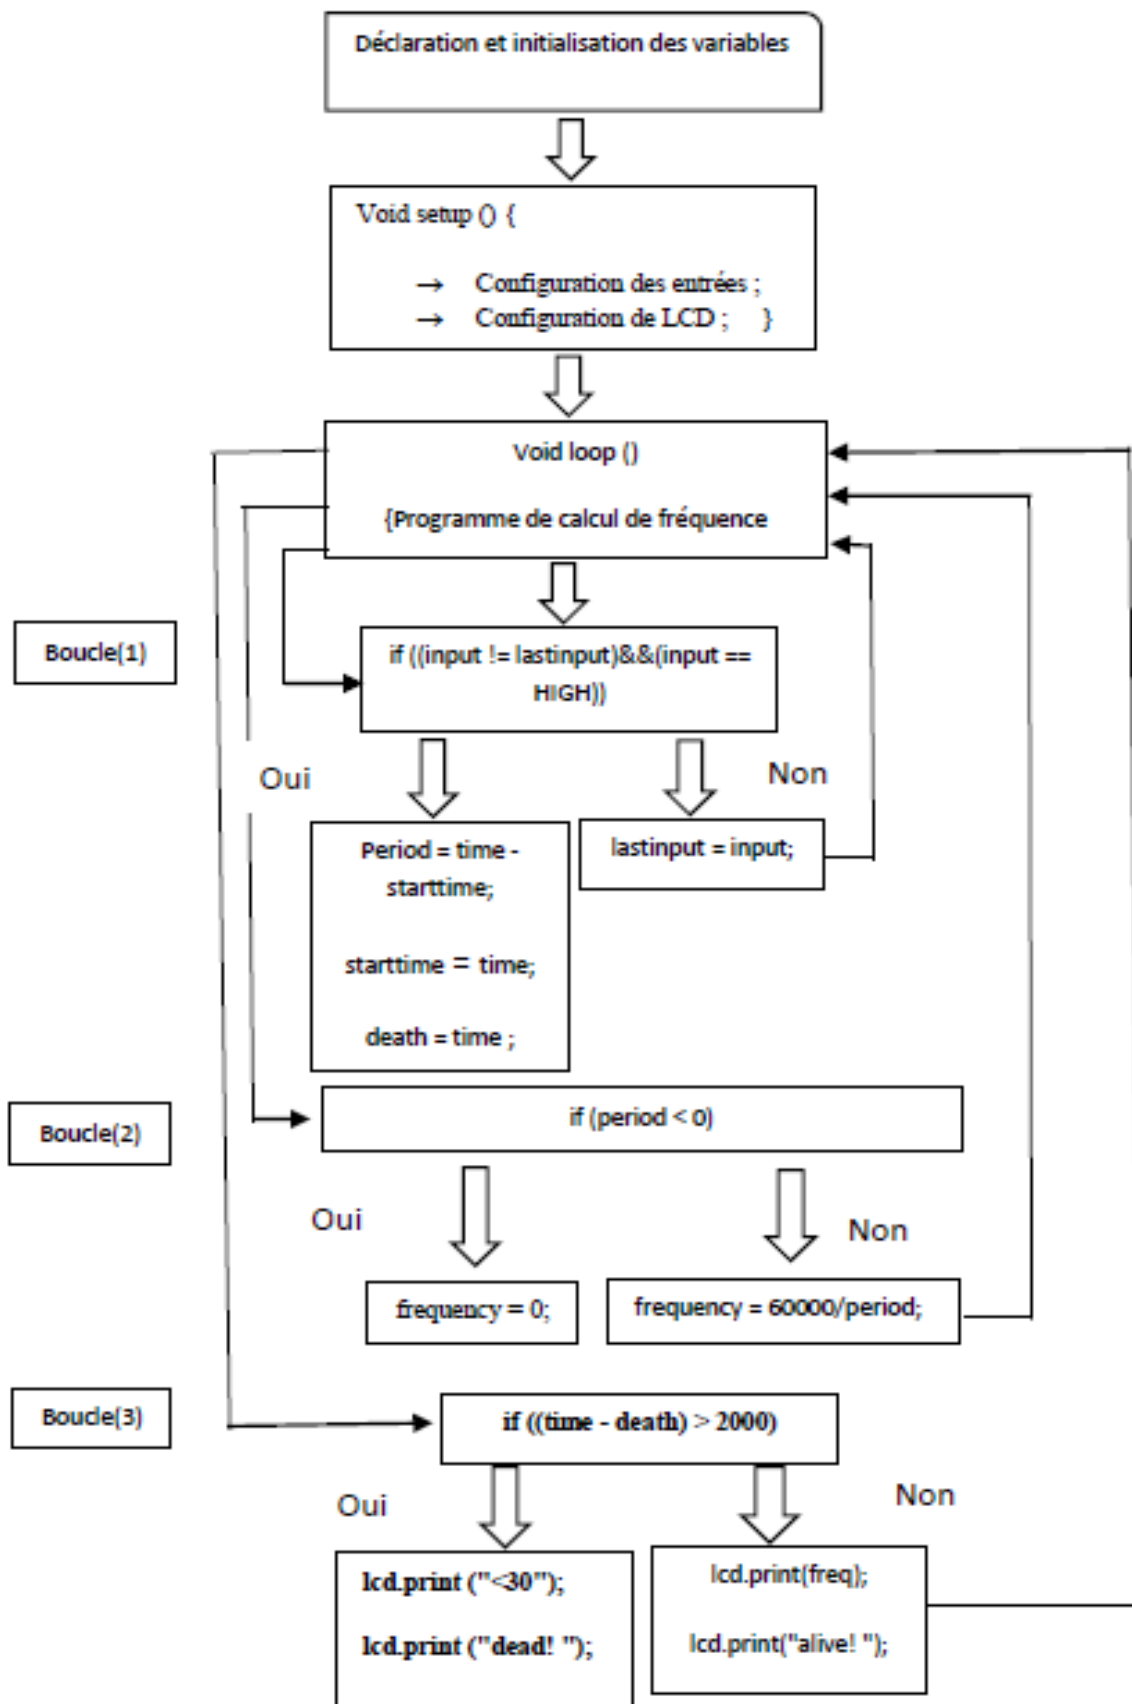 Déclaration et initialisation des variables
Void setup () {
→ Configuration des entrées ;
→ Configuration de LCD ; }
Void loop ()
{Programme de calcul de fréquence
Boucle(1)
if ((input != lastinput)&&(input ==
HIGH))
Oui
Non
Period = time -
starttime;
starttime = time;
death = time ;
lastinput = input;
Boucle(2)
if (period < 0)
Oui
Non
frequency = 0;
frequency = 60000/period;
Boucle(3)
if ((time - death) > 2000)
Oui
Non
lcd.print ("<30");
lcd.print ("dead! ");
lcd.print(freq);
lcd.print("alive! ");